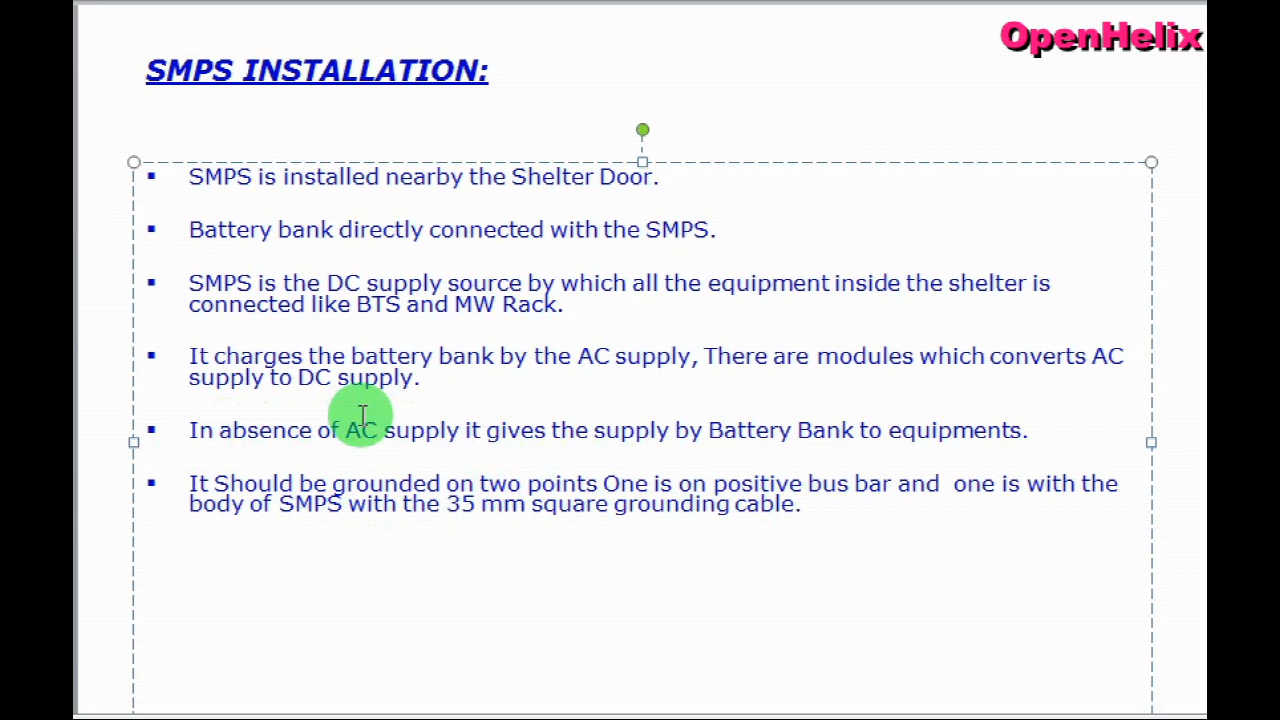 OpenHelix
SMPS INSTALLATION:
▪ SMPS is installed nearby the Shelter Door.
▪ Battery bank directly connected with the SMPS.
▪ SMPS is the DC supply source by which all the equipment inside the shelter is
connected like BTS and MW Rack.
▪ It charges the battery bank by the AC supply, There are modules which converts AC
supply to DC supply.
▪ In absence of AC supply it gives the supply by Battery Bank to equipments.
▪ It Should be grounded on two points One is on positive bus bar and one is with the
body of SMPS with the 35 mm square grounding cable.